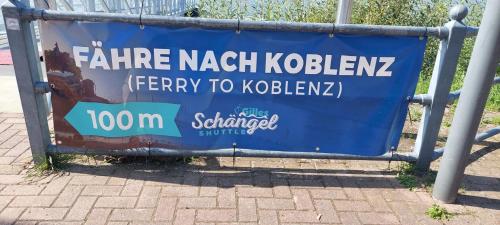 FÄHRE NACH KOBLENZ
(FERRY TO KOBLENZ)
100 m
Gilles
Schängel
SHUTTLE